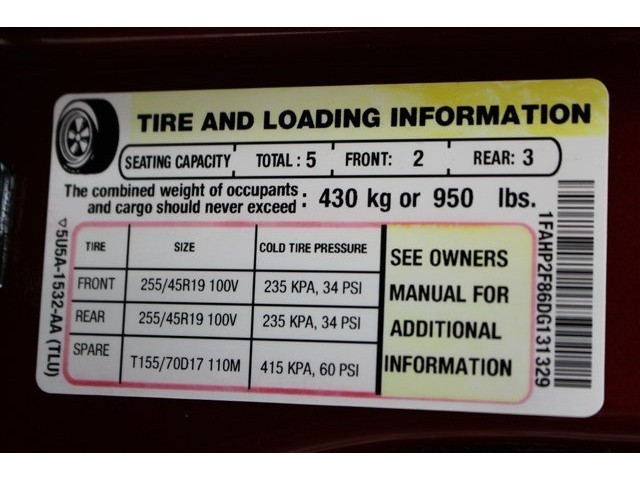 TIRE AND LOADING INFORMATION
SEATING CAPACITY TOTAL : 5 FRONT: 2 REAR: 3
The combined weight of occupants
and cargo should never exceed : 430 kg or 950 lbs.
TIRE SIZE COLD TIRE PRESSURE
FRONT 255/45R19 100V 235 KPA, 34 PSI
REAR 255/45R19 100V 235 KPA, 34 PSI
SPARE T155/70D17 110M 415 KPA, 60 PSI
SEE OWNERS
MANUAL FOR
ADDITIONAL
INFORMATION
5U5A-1532-AA (TLU)
1FAHP2F86DG131329